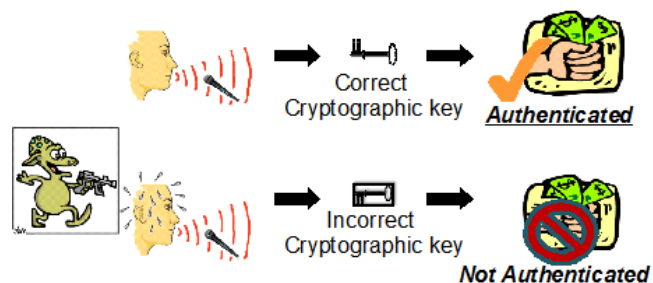 Correct
Cryptographic key
Authenticated
Incorrect
Cryptographic key
Not Authenticated